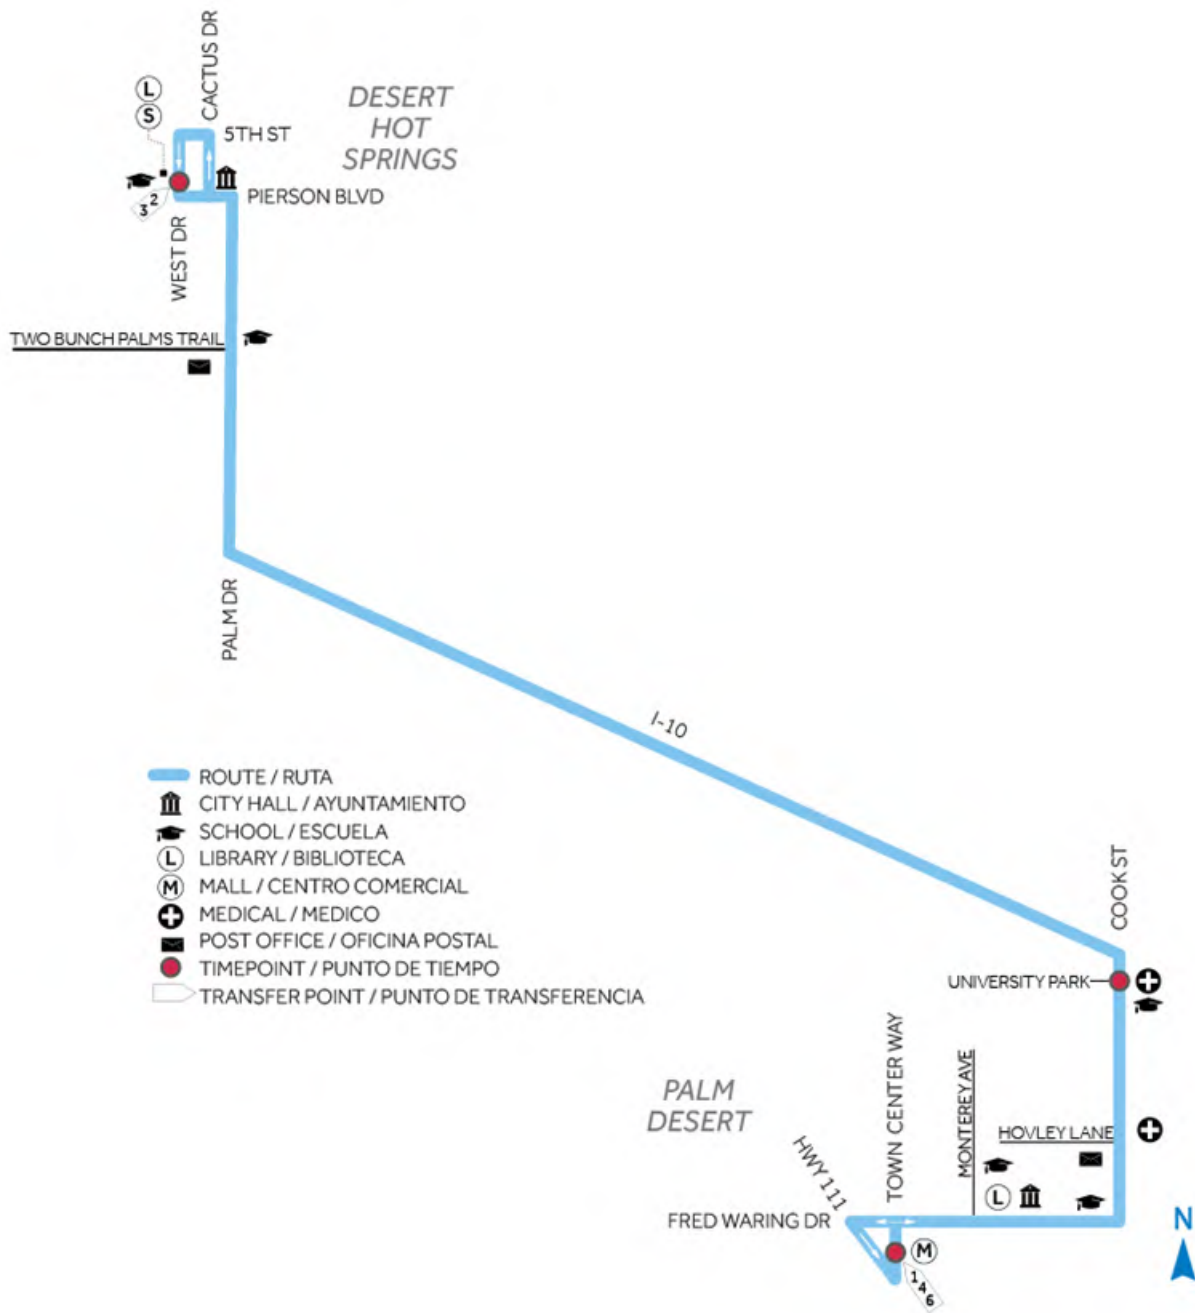 CACTUS DR
L
S
DESERT
HOT
SPRINGS
5TH ST
3 2
PIERSON BLVD
WEST DR
TWO BUNCH PALMS TRAIL
PALM DR
I-10
ROUTE / RUTA
CITY HALL / AYUNTAMIENTO
SCHOOL / ESCUELA
L LIBRARY / BIBLIOTECA
M MALL / CENTRO COMERCIAL
MEDICAL / MEDICO
POST OFFICE / OFICINA POSTAL
TIMEPOINT / PUNTO DE TIEMPO
TRANSFER POINT / PUNTO DE TRANSFERENCIA
COOK ST
UNIVERSITY PARK
TOWN CENTER WAY
MONTEREY AVE
PALM
DESERT
HOVLEY LANE
HWY 111
L
FRED WARING DR
M
1
4
6
N